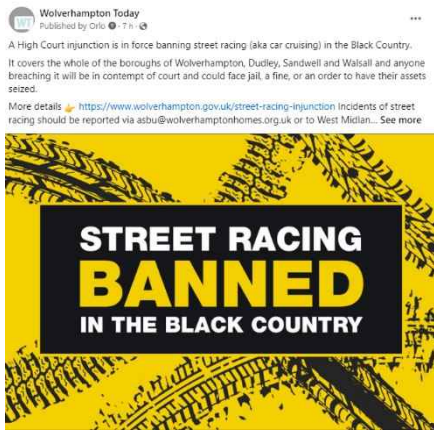 WT
Wolverhampton Today
Published by Orlo · 7 h ·
A High Court injunction is in force banning street racing (aka car cruising) in the Black Country.
It covers the whole of the boroughs of Wolverhampton, Dudley, Sandwell and Walsall and anyone
breaching it will be in contempt of court and could face jail, a fine, or an order to have their assets
seized.
More details 👉 https://www.wolverhampton.gov.uk/street-racing-injunction Incidents of street
racing should be reported via asbu@wolverhamptonhomes.org.uk or to West Midlan... See more
STREET RACING
BANNED
IN THE BLACK COUNTRY